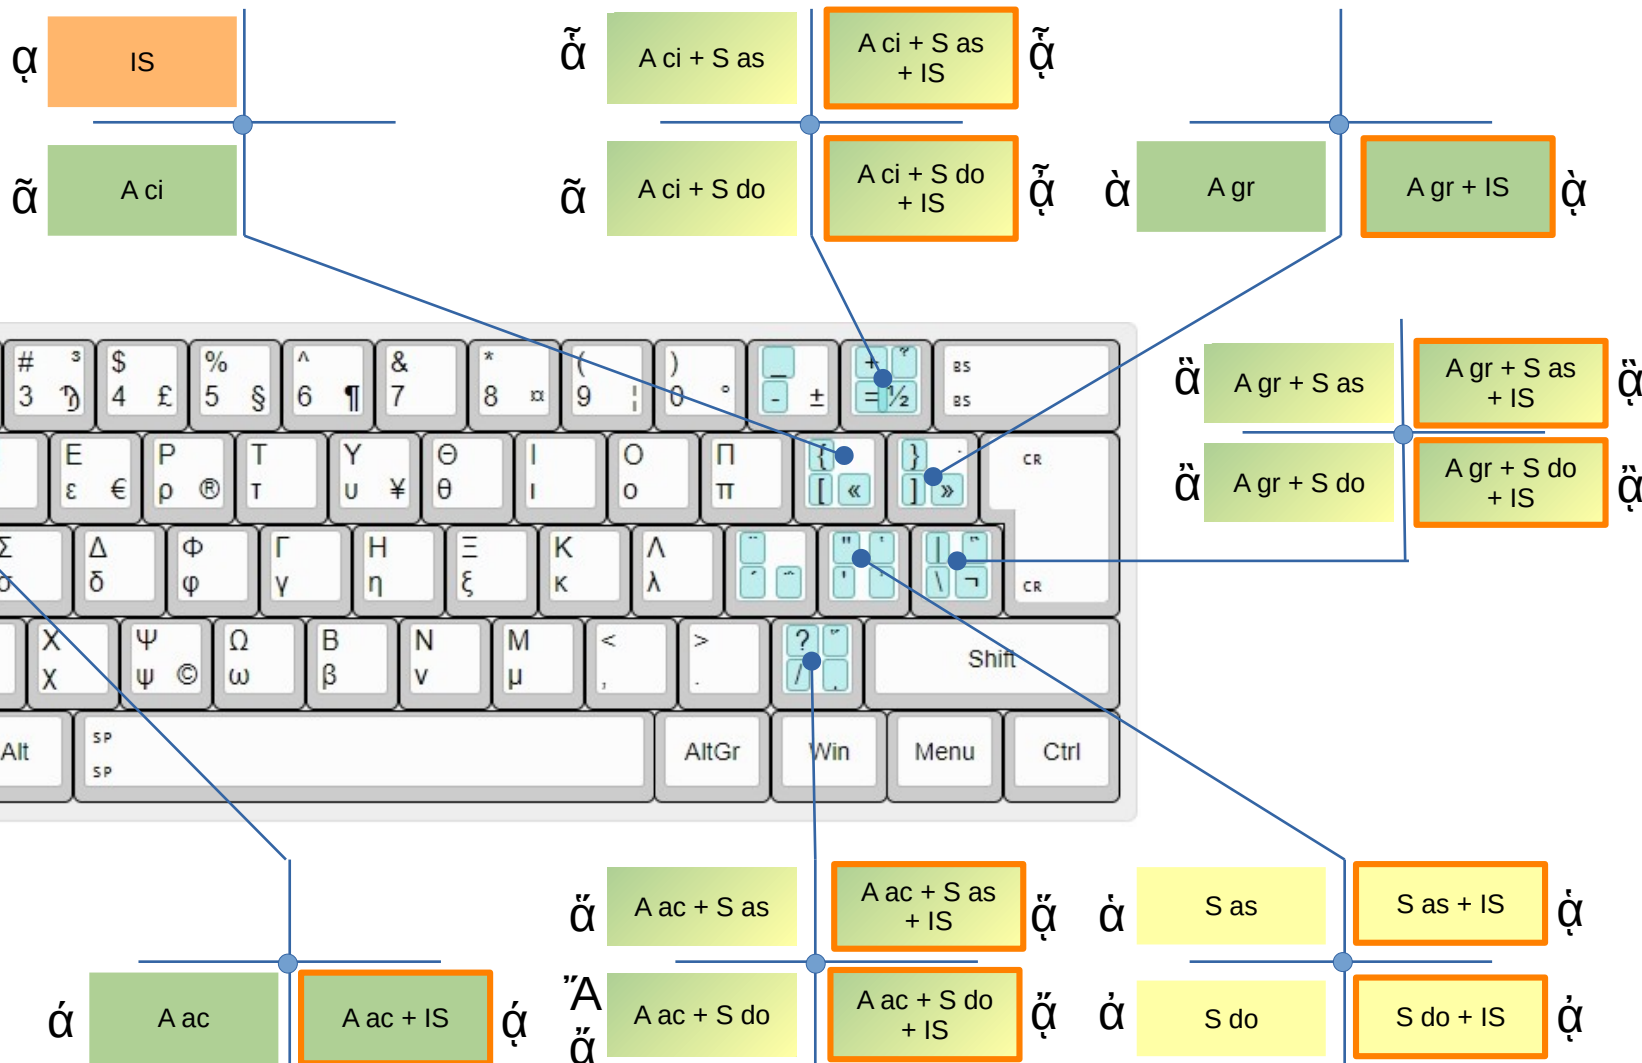 ᾳ IS
ᾶ A ci
ἇ A ci + S as
A ci + S as
+ IS ᾇ
ᾶ A ci + S do
A ci + S do
+ IS ᾆ
ὰ A gr
A gr + IS ᾲ
ἃ A gr + S as
A gr + S as
+ IS ᾃ
ἂ A gr + S do
A gr + S do
+ IS ᾂ
# ³ $ % ^ & * ( ) _ + BS
3 ϡ 4 £ 5 § 6 ¶ 7 8 ¤ 9 ¦ 0 ° - ± = ½ BS
Ε Ρ Τ Υ Θ Ι Ο Π { } CR
ε € ρ ® τ υ ¥ θ ι ο π [ « ] »
Σ Δ Φ Γ Η Ξ Κ Λ ¨ " |
σ δ φ γ η ξ κ λ ´ ' \ ¬ CR
Χ Ψ Ω Β Ν Μ < > ? Shift
χ ψ © ω β ν μ , . /
Alt SP AltGr Win Menu Ctrl
SP
ά A ac
A ac + IS ᾴ
ἅ A ac + S as
A ac + S as
+ IS ᾅ
Ἄ
ἄ A ac + S do
A ac + S do
+ IS ᾄ
ἁ S as
S as + IS ᾁ
ἀ S do
S do + IS ᾀ